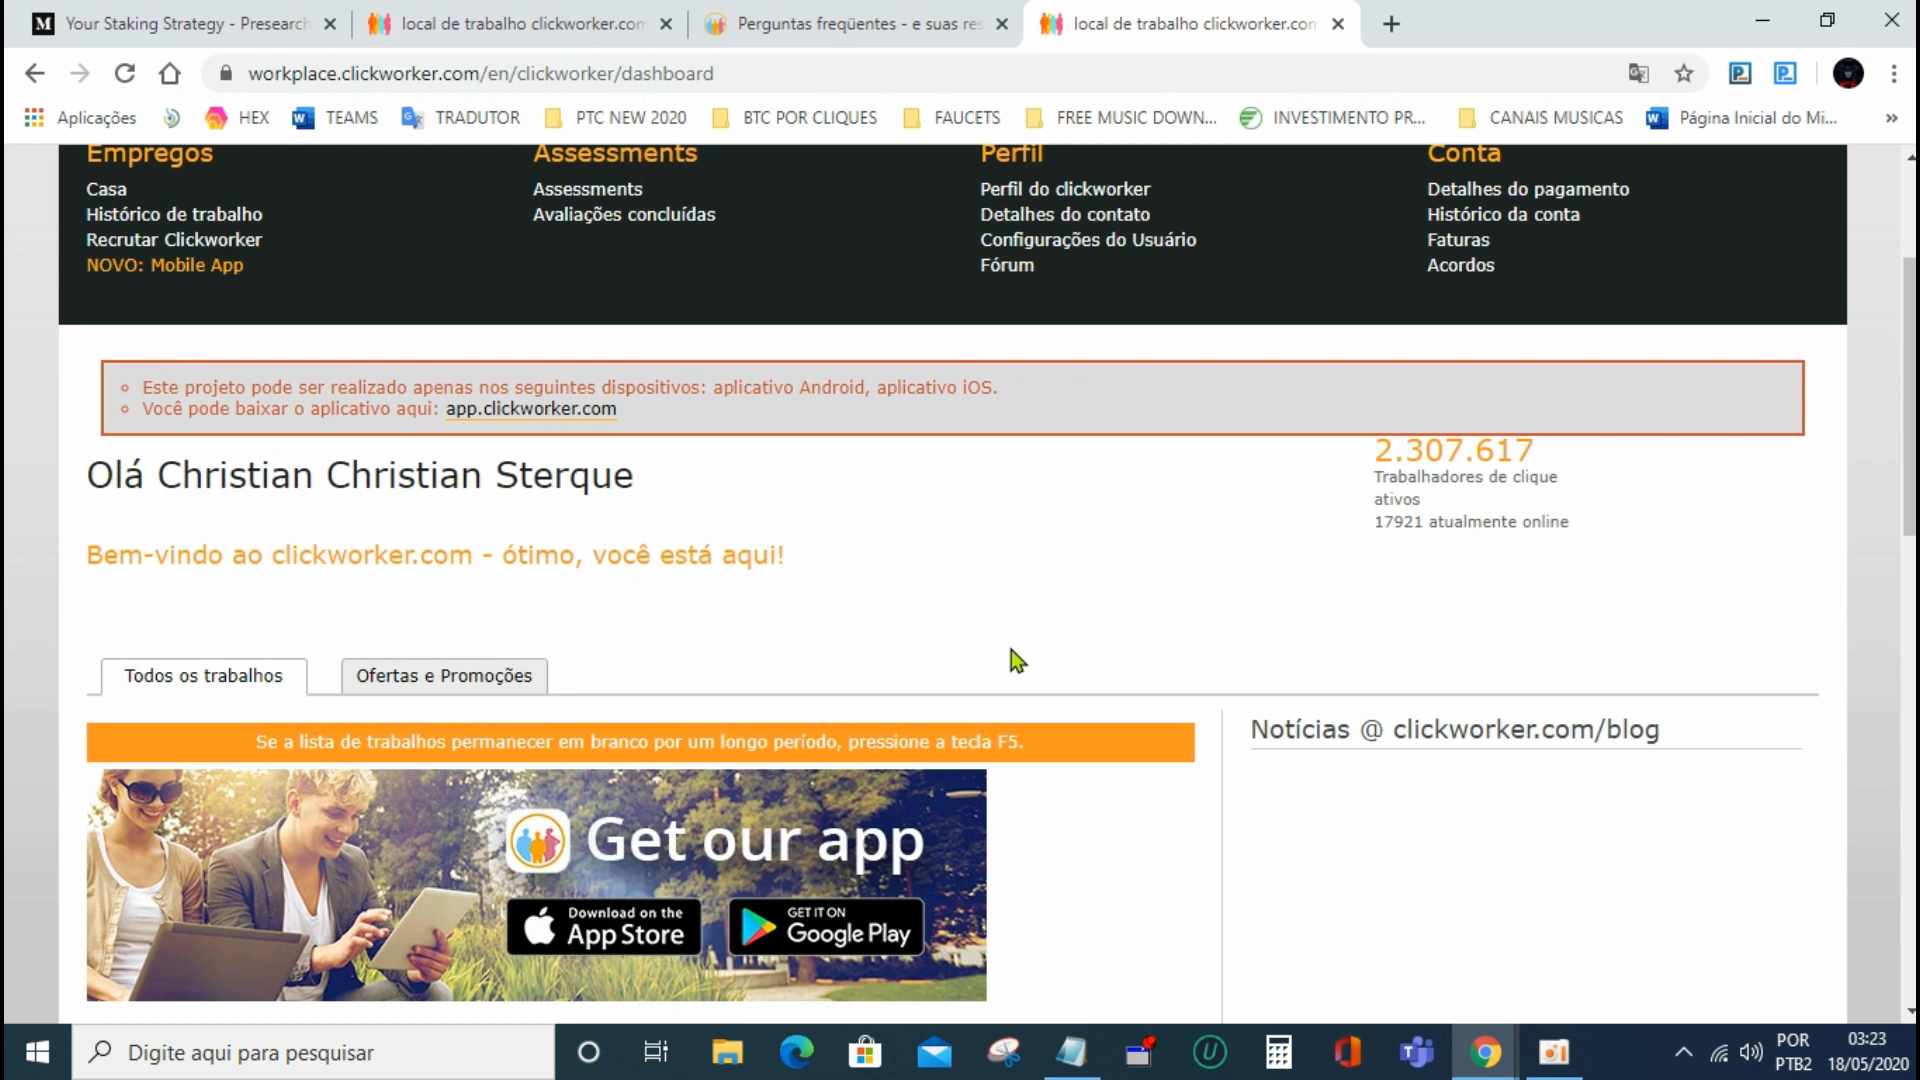 Your Staking Strategy - Presearch
local de trabalho clickworker.com
Perguntas freqüentes - e suas res
local de trabalho clickworker.com
workplace.clickworker.com/en/clickworker/dashboard
Aplicações
HEX
TEAMS
TRADUTOR
PTC NEW 2020
BTC POR CLIQUES
FAUCETS
FREE MUSIC DOWN...
INVESTIMENTO PR...
CANAIS MUSICAS
Página Inicial do Mi...
»
Empregos
Casa
Histórico de trabalho
Recrutar Clickworker
NOVO: Mobile App
Assessments
Assessments
Avaliações concluídas
Perfil
Perfil do clickworker
Detalhes do contato
Configurações do Usuário
Fórum
Conta
Detalhes do pagamento
Histórico da conta
Faturas
Acordos
Este projeto pode ser realizado apenas nos seguintes dispositivos: aplicativo Android, aplicativo iOS.
Você pode baixar o aplicativo aqui: app.clickworker.com
Olá Christian Christian Sterque
2.307.617
Trabalhadores de clique
ativos
17921 atualmente online
Bem-vindo ao clickworker.com - ótimo, você está aqui!
Todos os trabalhos
Ofertas e Promoções
Se a lista de trabalhos permanecer em branco por um longo período, pressione a tecla F5.
Notícias @ clickworker.com/blog
Get our app
Download on the
App Store
GET IT ON
Google Play
Digite aqui para pesquisar
POR
PTB2
03:23
18/05/2020